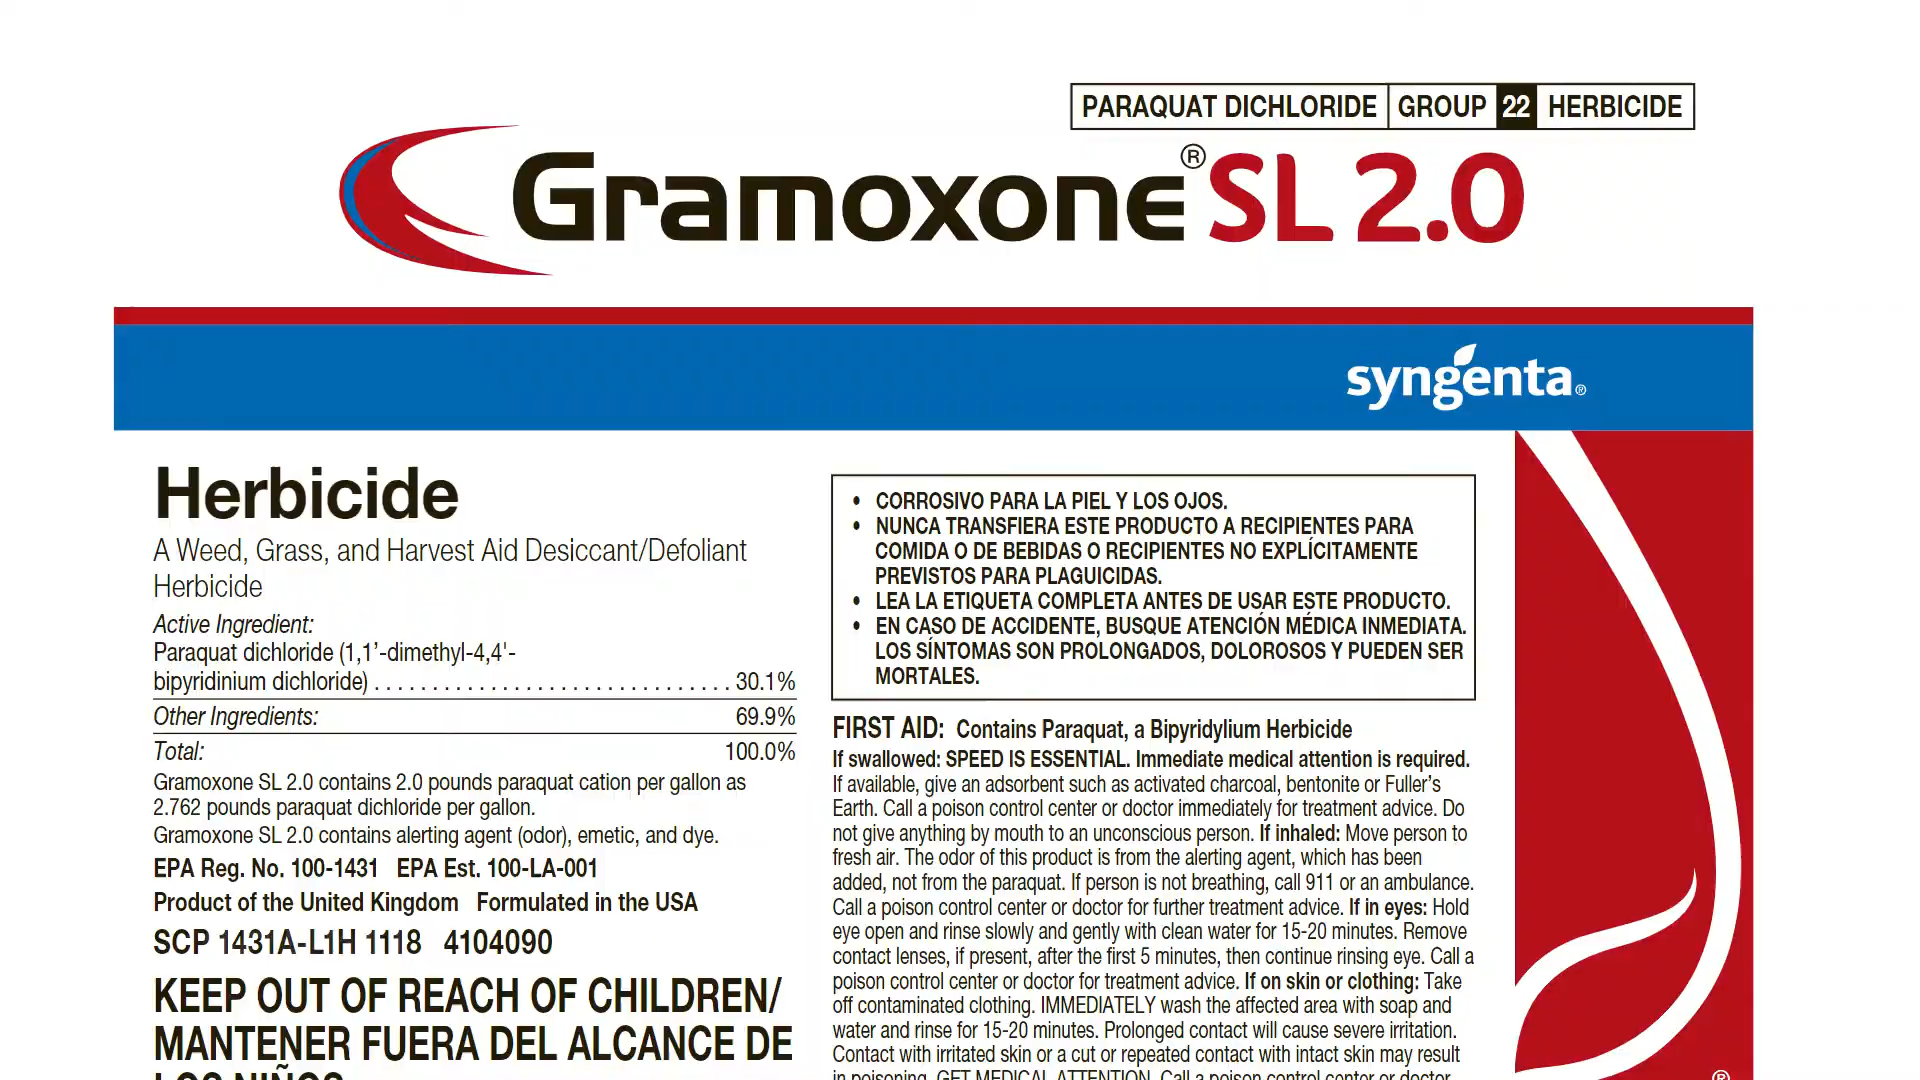 PARAQUAT DICHLORIDE GROUP 22 HERBICIDE
Gramoxone® SL 2.0
syngenta®
Herbicide
A Weed, Grass, and Harvest Aid Desiccant/Defoliant
Herbicide
Active Ingredient:
Paraquat dichloride (1,1’-dimethyl-4,4'-
bipyridinium dichloride) . . . . . . . . . . . . . . . . . . . . . . . . . . . . . . . 30.1%
Other Ingredients: 69.9%
Total: 100.0%
Gramoxone SL 2.0 contains 2.0 pounds paraquat cation per gallon as
2.762 pounds paraquat dichloride per gallon.
Gramoxone SL 2.0 contains alerting agent (odor), emetic, and dye.
EPA Reg. No. 100-1431 EPA Est. 100-LA-001
Product of the United Kingdom Formulated in the USA
SCP 1431A-L1H 1118 4104090
KEEP OUT OF REACH OF CHILDREN/
MANTENER FUERA DEL ALCANCE DE
LOS NIÑOS
• CORROSIVO PARA LA PIEL Y LOS OJOS.
• NUNCA TRANSFIERA ESTE PRODUCTO A RECIPIENTES PARA
COMIDA O DE BEBIDAS O RECIPIENTES NO EXPLÍCITAMENTE
PREVISTOS PARA PLAGUICIDAS.
• LEA LA ETIQUETA COMPLETA ANTES DE USAR ESTE PRODUCTO.
• EN CASO DE ACCIDENTE, BUSQUE ATENCIÓN MÉDICA INMEDIATA.
LOS SÍNTOMAS SON PROLONGADOS, DOLOROSOS Y PUEDEN SER
MORTALES.
FIRST AID: Contains Paraquat, a Bipyridylium Herbicide
If swallowed: SPEED IS ESSENTIAL. Immediate medical attention is required.
If available, give an adsorbent such as activated charcoal, bentonite or Fuller’s
Earth. Call a poison control center or doctor immediately for treatment advice. Do
not give anything by mouth to an unconscious person. If inhaled: Move person to
fresh air. The odor of this product is from the alerting agent, which has been
added, not from the paraquat. If person is not breathing, call 911 or an ambulance.
Call a poison control center or doctor for further treatment advice. If in eyes: Hold
eye open and rinse slowly and gently with clean water for 15-20 minutes. Remove
contact lenses, if present, after the first 5 minutes, then continue rinsing eye. Call a
poison control center or doctor for treatment advice. If on skin or clothing: Take
off contaminated clothing. IMMEDIATELY wash the affected area with soap and
water and rinse for 15-20 minutes. Prolonged contact will cause severe irritation.
Contact with irritated skin or a cut or repeated contact with intact skin may result
in poisoning. GET MEDICAL ATTENTION. Call a poison control center or doctor
®